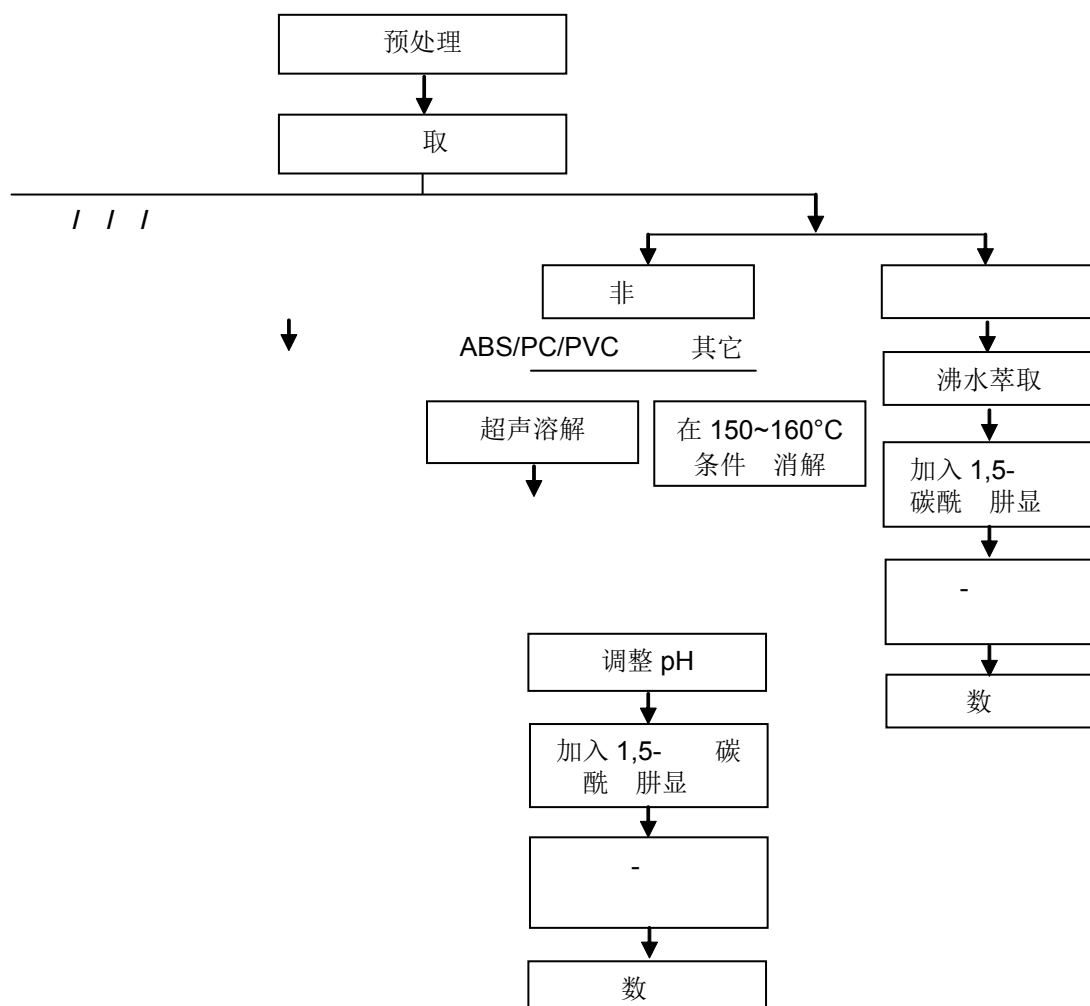 预处理
取
/ / /
非
ABS/PC/PVC 其它
沸水萃取
超声溶解
在 150~160°C
条件 消解
加入 1,5-
碳酰 肼显
-
调整 pH
数
加入 1,5- 碳
酰 肼显
-
数